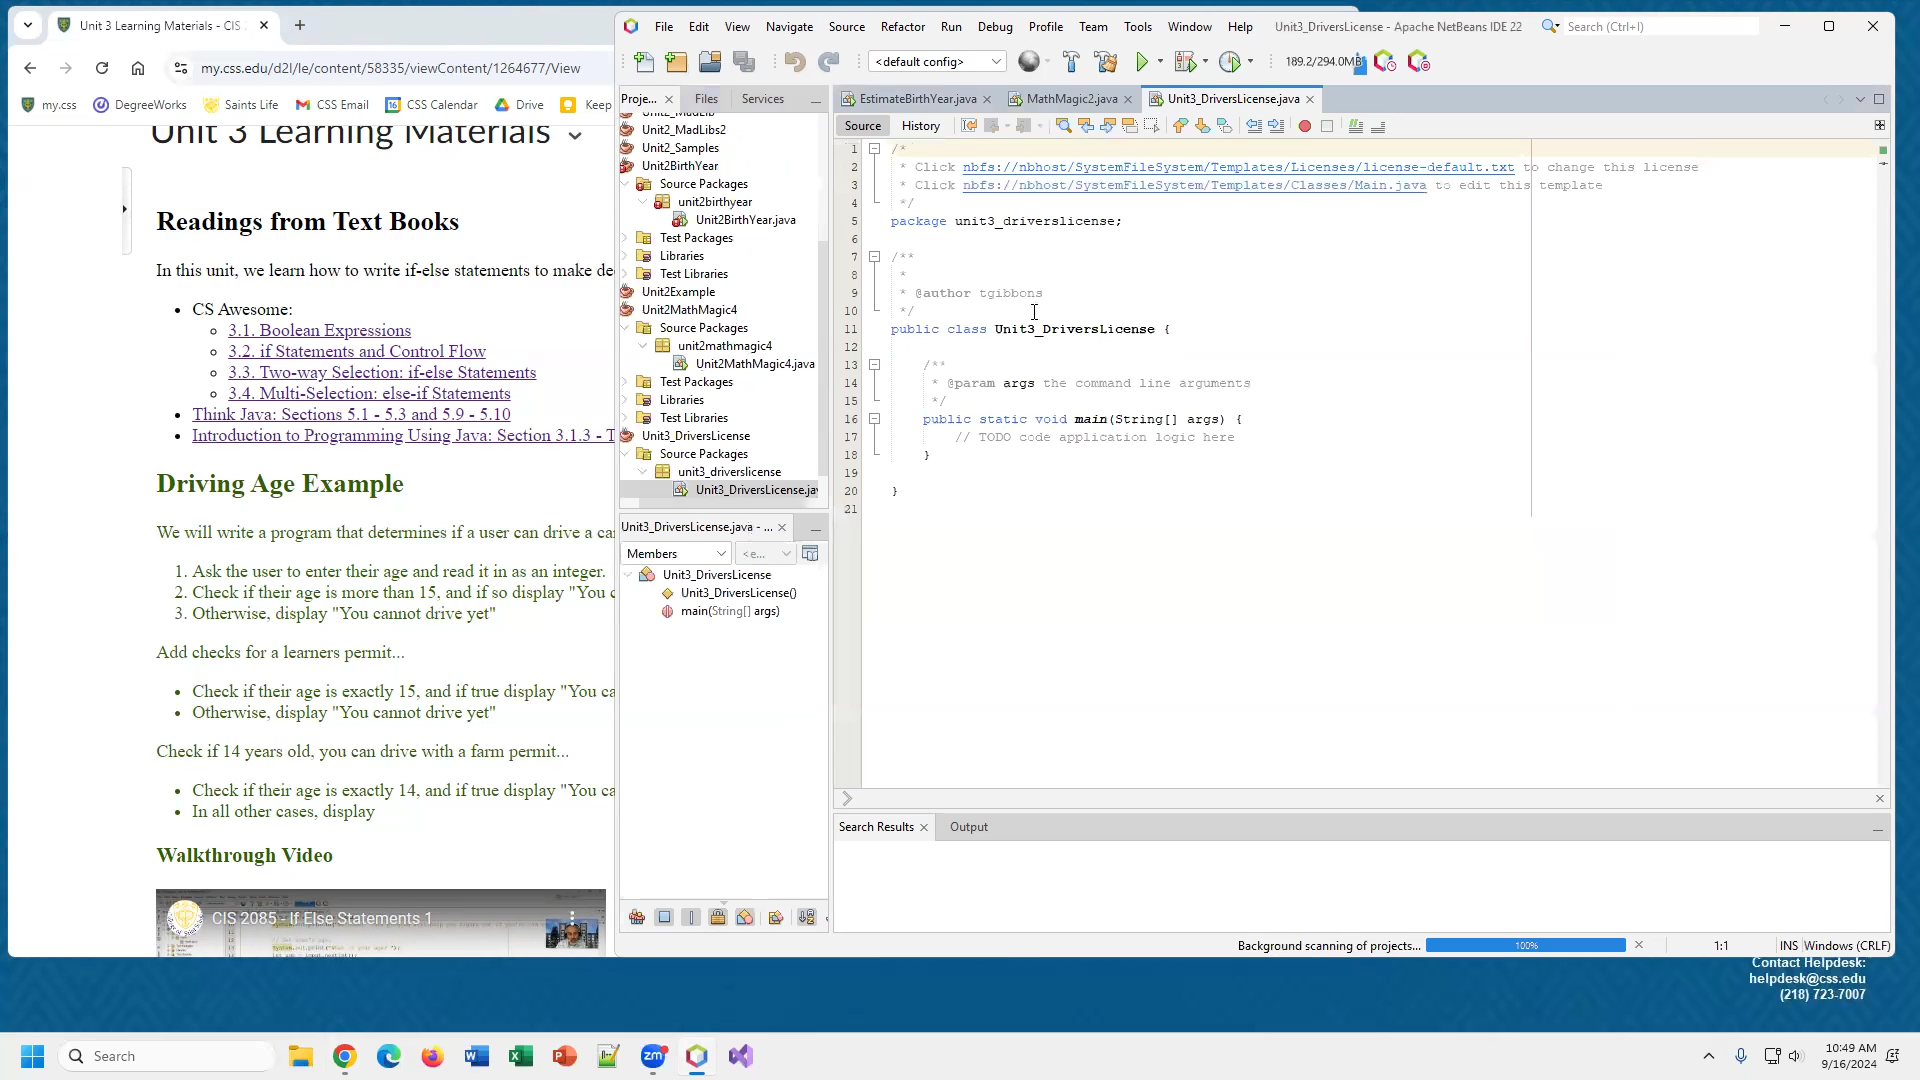 Unit 3 Learning Materials - CIS
my.css.edu/d2l/le/content/58335/viewContent/1264677/View
my.css
DegreeWorks
Saints Life
CSS Email
CSS Calendar
Drive
Keep
Unit 3 Learning Materials
Readings from Text Books
In this unit, we learn how to write if-else statements to make de
CS Awesome:
3.1. Boolean Expressions
3.2. if Statements and Control Flow
3.3. Two-way Selection: if-else Statements
3.4. Multi-Selection: else-if Statements
Think Java: Sections 5.1 - 5.3 and 5.9 - 5.10
Introduction to Programming Using Java: Section 3.1.3 - T
Driving Age Example
We will write a program that determines if a user can drive a ca
1. Ask the user to enter their age and read it in as an integer.
2. Check if their age is more than 15, and if so display "You c
3. Otherwise, display "You cannot drive yet"
Add checks for a learners permit...
Check if their age is exactly 15, and if true display "You ca
Otherwise, display "You cannot drive yet"
Check if 14 years old, you can drive with a farm permit...
Check if their age is exactly 14, and if true display "You ca
In all other cases, display
Walkthrough Video
CIS 2085 - If Else Statements 1
File Edit View Navigate Source Refactor Run Debug Profile Team Tools Window Help
Unit3_DriversLicense - Apache NetBeans IDE 22
Search (Ctrl+I)
<default config>
189.2/294.0MB
Proje... Files Services
Unit2_MadLib
Unit2_MadLibs2
Unit2_Samples
Unit2BirthYear
Source Packages
unit2birthyear
Unit2BirthYear.java
Test Packages
Libraries
Test Libraries
Unit2Example
Unit2MathMagic4
Source Packages
unit2mathmagic4
Unit2MathMagic4.java
Test Packages
Libraries
Test Libraries
Unit3_DriversLicense
Source Packages
unit3_driverslicense
Unit3_DriversLicense.jav
Unit3_DriversLicense.java - ...
Members
<e...
Unit3_DriversLicense
Unit3_DriversLicense()
main(String[] args)
EstimateBirthYear.java
MathMagic2.java
Unit3_DriversLicense.java
Source History
1 /*
2 * Click nbfs://nbhost/SystemFileSystem/Templates/Licenses/license-default.txt to change this license
3 * Click nbfs://nbhost/SystemFileSystem/Templates/Classes/Main.java to edit this template
4 */
5 package unit3_driverslicense;
6
7 /**
8 *
9 * @author tgibbons
10 */
11 public class Unit3_DriversLicense {
12
13 /**
14 * @param args the command line arguments
15 */
16 public static void main(String[] args) {
17 // TODO code application logic here
18 }
19
20 }
21
Search Results
Output
Background scanning of projects...
100%
1:1
INS
Windows (CRLF)
Contact Helpdesk:
helpdesk@css.edu
(218) 723-7007
Search
zm
10:49 AM
9/16/2024